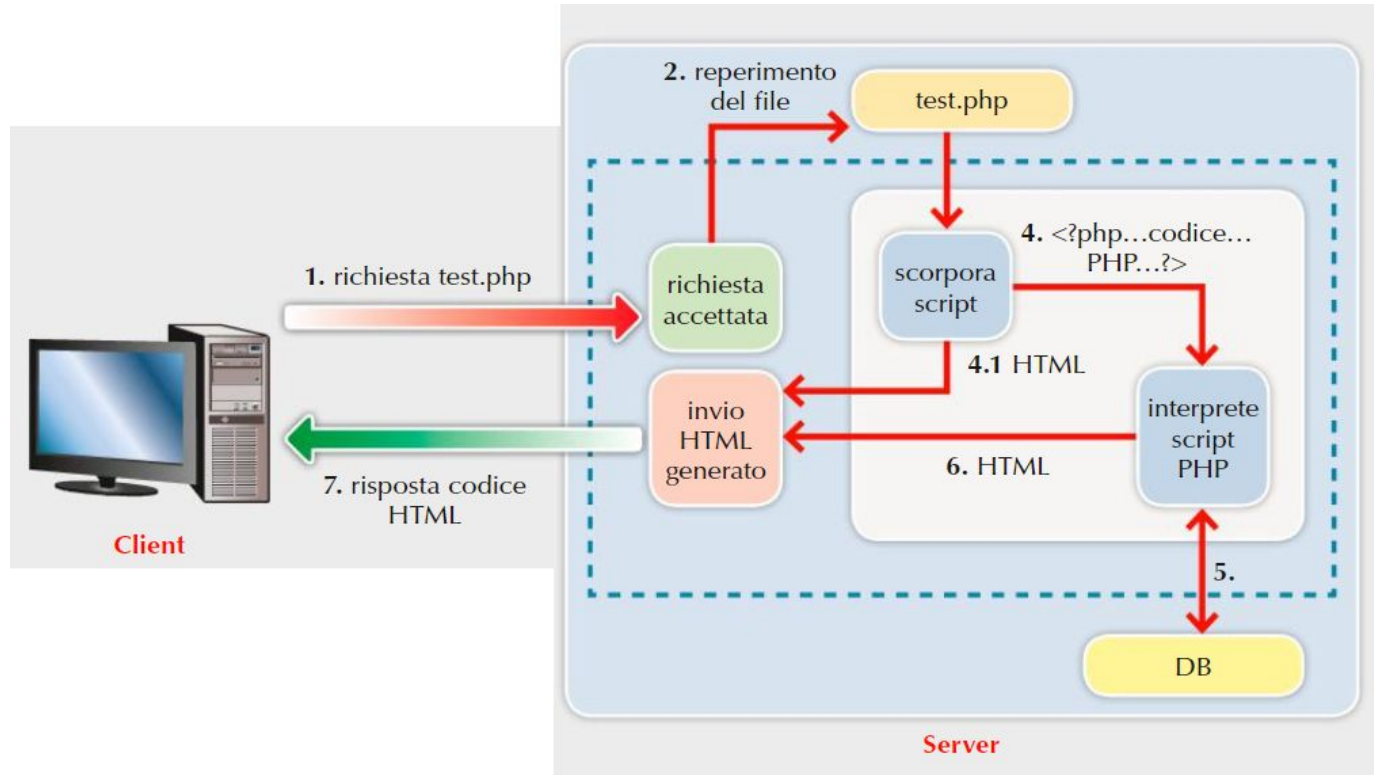 2. reperimento
del file
test.php
1. richiesta test.php
richiesta
accettata
scorpora
script
4. <?php...codice...
PHP...?>
4.1 HTML
invio
HTML
generato
interprete
script
PHP
6. HTML
7. risposta codice
HTML
Client
5.
DB
Server